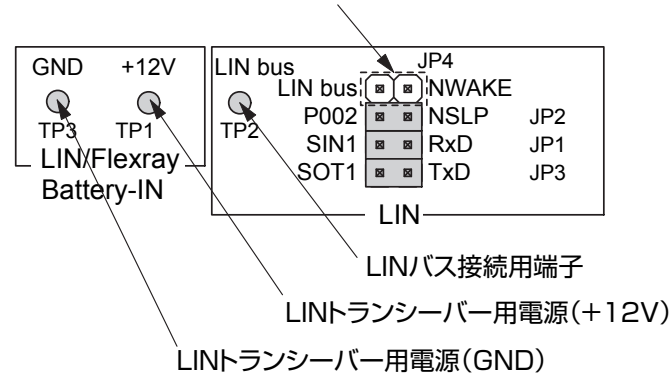 GND +12V
TP3 TP1
LIN/Flexray
Battery-IN
LIN bus
TP2
JP4
LIN bus NWAKE
P002 NSLP JP2
SIN1 RxD JP1
SOT1 TxD JP3
LIN
LINバス接続用端子
LINトランシーバー用電源(+12V)
LINトランシーバー用電源(GND)